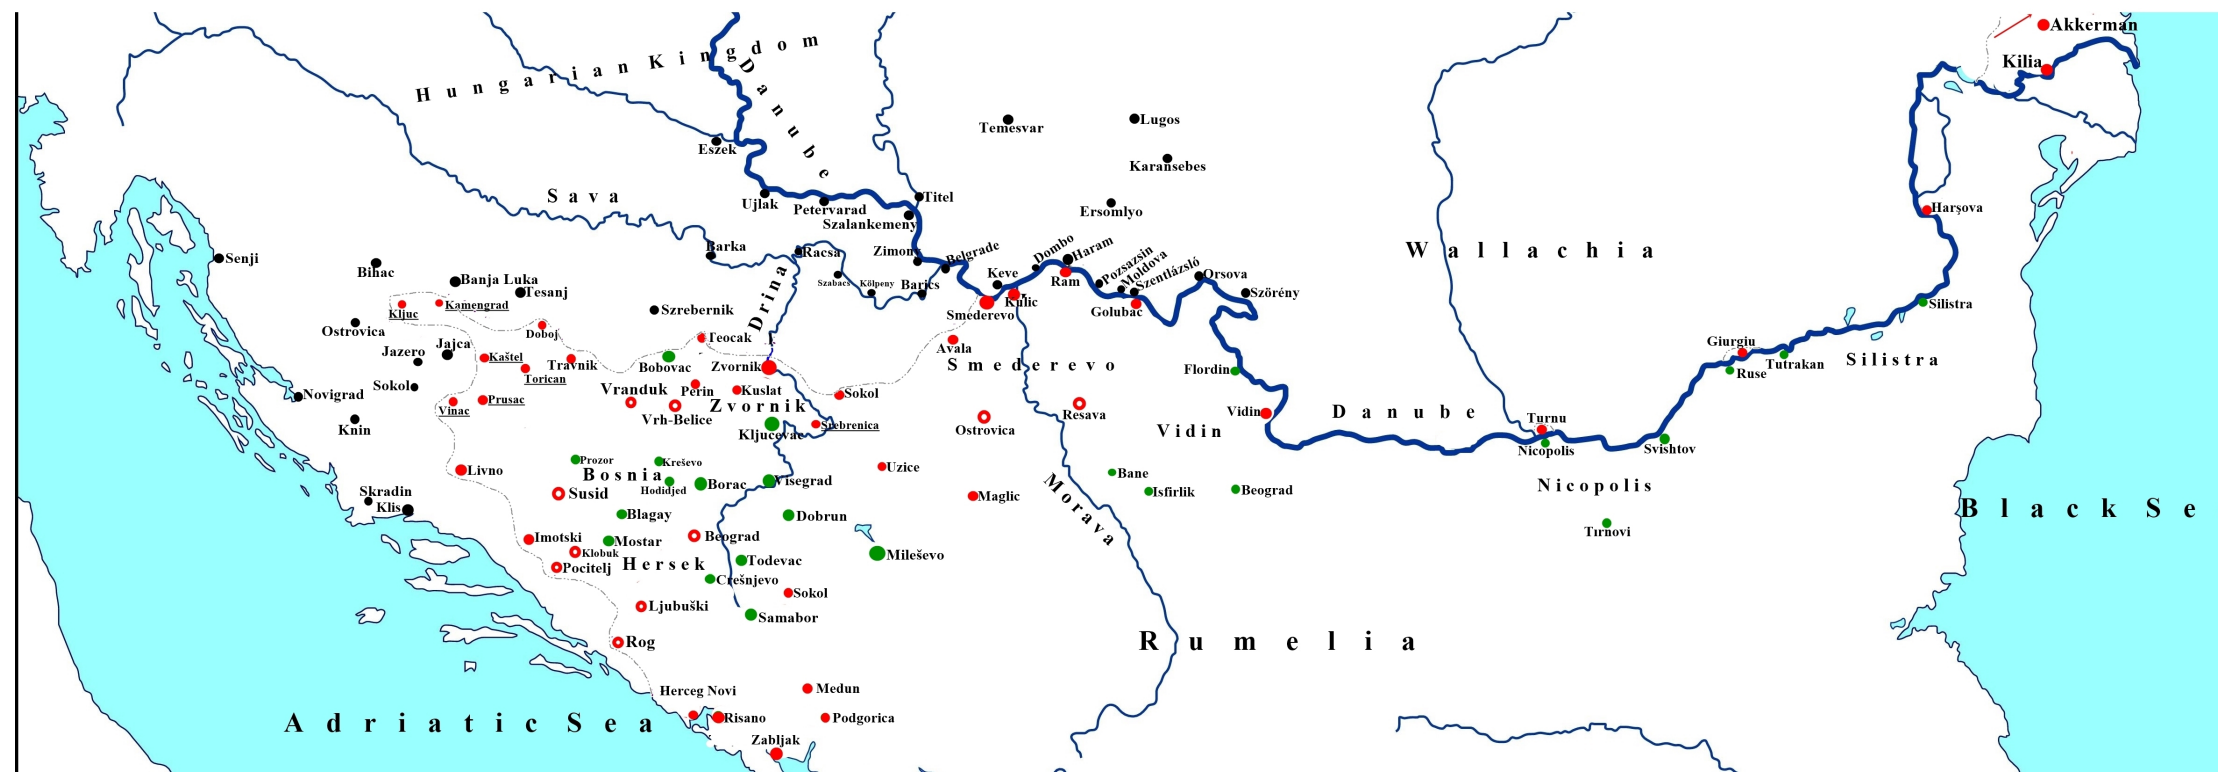 Akkerman
Kilia
Hungarian Kingdom
Danube
Temesvar
Lugos
Karansebes
Eszek
Sava
Ujlak
Petervarad
Titel
Szalankemeny
Ersomlyo
Harşova
Senji
Bihac
Banja Luka
Tesanj
Barka
Racsa
Zimony
Belgrade
Szabacs
Kölpeny
Barics
Keve
Dombo
Haram
Ram
Pozsazsin
Moldova
Szentlázsló
Orsova
Szörény
Wallachia
Kljuc
Kamengrad
Szrebernik
Drina
Smederevo
Kulic
Golubac
Silistra
Ostrovica
Doboj
Teocak
Avala
Giurgiu
Jazero
Jajca
Kaštel
Travnik
Bobovac
Zvornik
Smederevo
Flordin
Ruse
Tutrakan
Silistra
Torican
Sokol
Novigrad
Vinac
Prusac
Vranduk
Perin
Kuslat
Sokol
Zvornik
Vrh-Belice
Resava
Vidin
Danube
Turnu
Knin
Kljucevac
Srebrenica
Ostrovica
Vidin
Nicopolis
Svishtov
Livno
Prozor
Kreševo
Bosnia
Uzice
Bane
Hodidjed
Borac
Visegrad
Isfirlik
Beograd
Nicopolis
Skradin
Klis
Susid
Maglic
Morava
Black Se
Blagay
Dobrun
Tırnovi
Imotski
Klobuk
Mostar
Beograd
Mileševo
Pocitelj
Hersek
Todevac
Crešnjevo
Sokol
Ljubuški
Samabor
Rog
Rumelia
Herceg Novi
Medun
Adriatic Sea
Risano
Podgorica
Zabljak